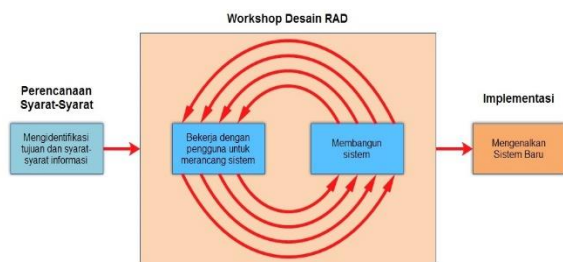 Workshop Desain RAD
Perencanaan
Syarat-Syarat
Mengidentifikasi
tujuan dan syarat-
syarat informasi
Bekerja dengan
pengguna untuk
merancang sistem
Membangun
sistem
Implementasi
Mengenalkan
Sistem Baru